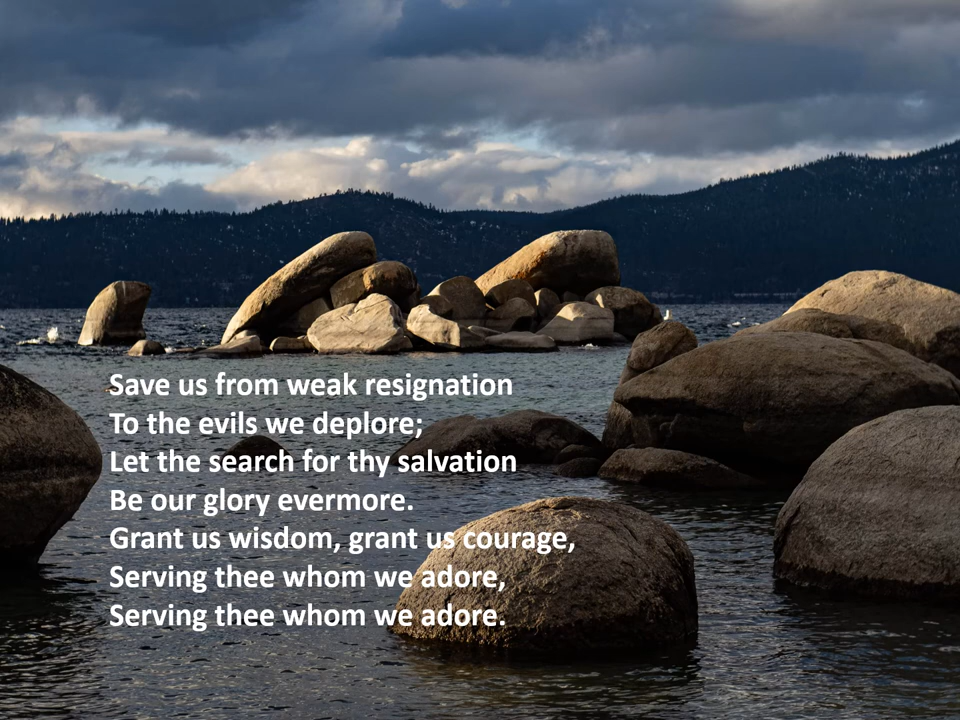 Save us from weak resignation
To the evils we deplore;
Let the search for thy salvation
Be our glory evermore.
Grant us wisdom, grant us courage,
Serving thee whom we adore,
Serving thee whom we adore.